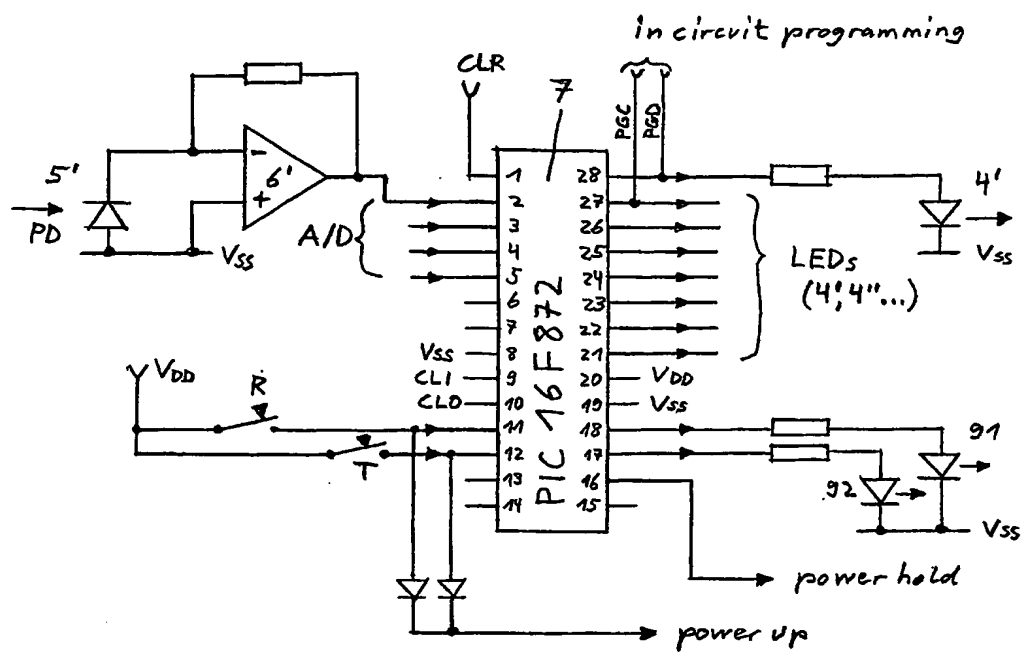 in circuit programming
CLR
7
PGC
PGD
5'
-
6'
+
PD
Vss
A/D
1
2
3
4
5
6
7
8
9
10
11
12
13
14
PIC 16F872
28
27
26
25
24
23
22
21
20
19
18
17
16
15
4'
Vss
LEDs
(4', 4"...)
Vss
CLI
CLO
VDD
Vss
VDD
R
T
91
92
Vss
power hold
power up